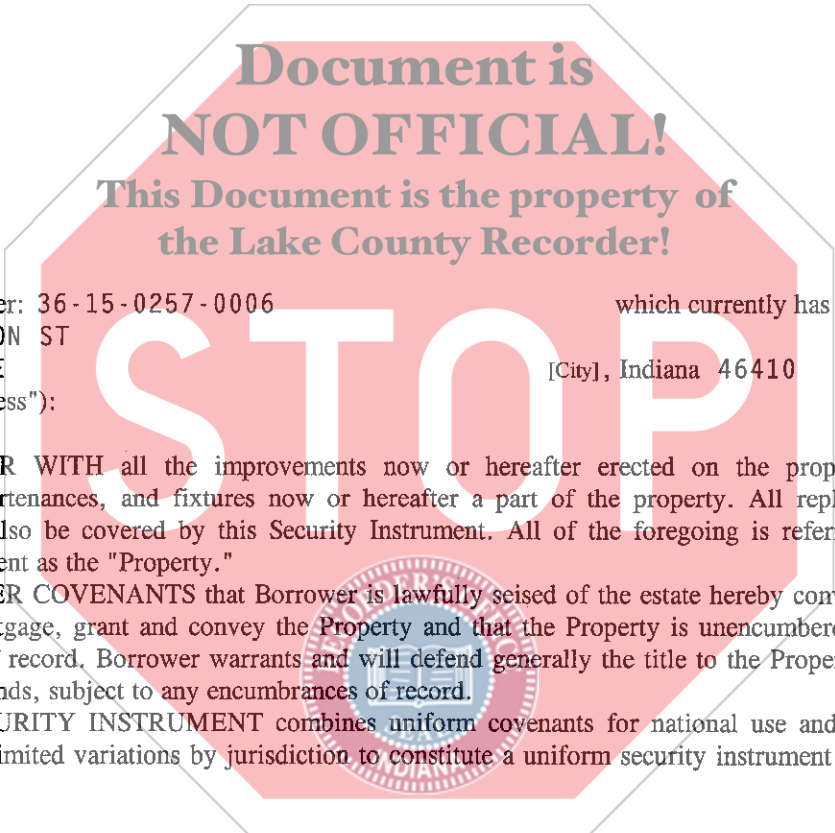 Document is
NOT OFFICIAL!
This Document is the property of
the Lake County Recorder!
er: 36-15-0257-0006 which currently has
ON ST
E [City], Indiana 46410
ess"):
STOP
R WITH all the improvements now or hereafter erected on the prop
rtenances, and fixtures now or hereafter a part of the property. All repl
lso be covered by this Security Instrument. All of the foregoing is refer
ent as the "Property."
ER COVENANTS that Borrower is lawfully seised of the estate hereby con
tgage, grant and convey the Property and that the Property is unencumbere
record. Borrower warrants and will defend generally the title to the Proper
nds, subject to any encumbrances of record.
URITY INSTRUMENT combines uniform covenants for national use and
imited variations by jurisdiction to constitute a uniform security instrument
SEAL
INDIANA